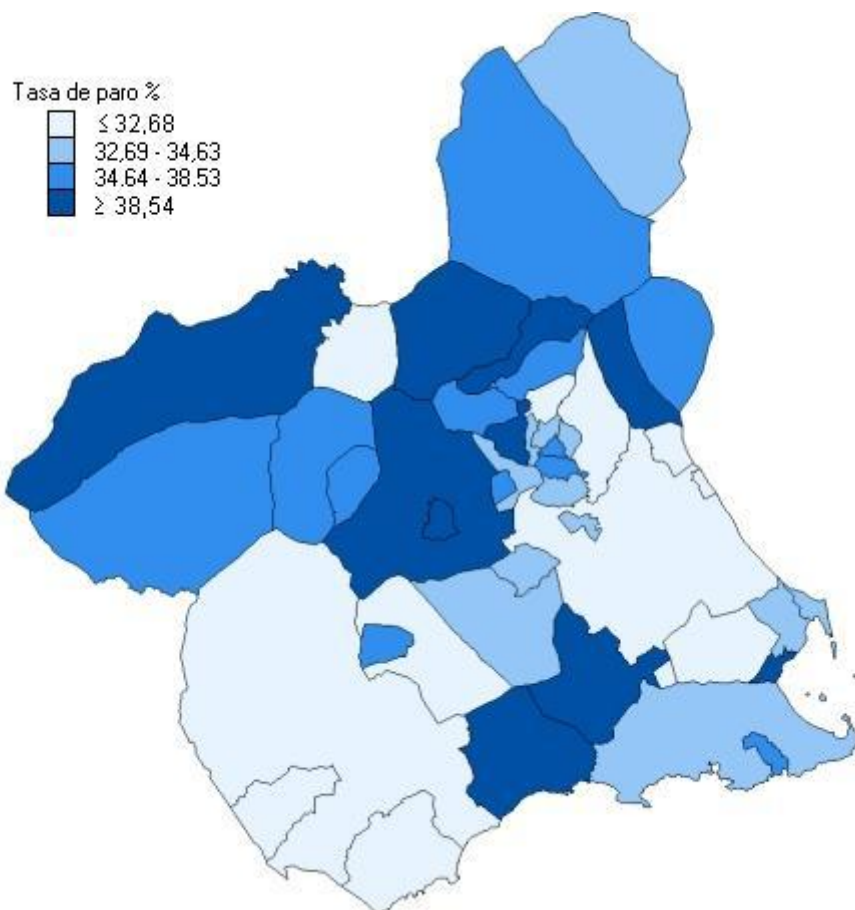 Tasa de paro %
≤ 32,68
32,69 - 34,63
34.64 - 38.53
≥ 38,54